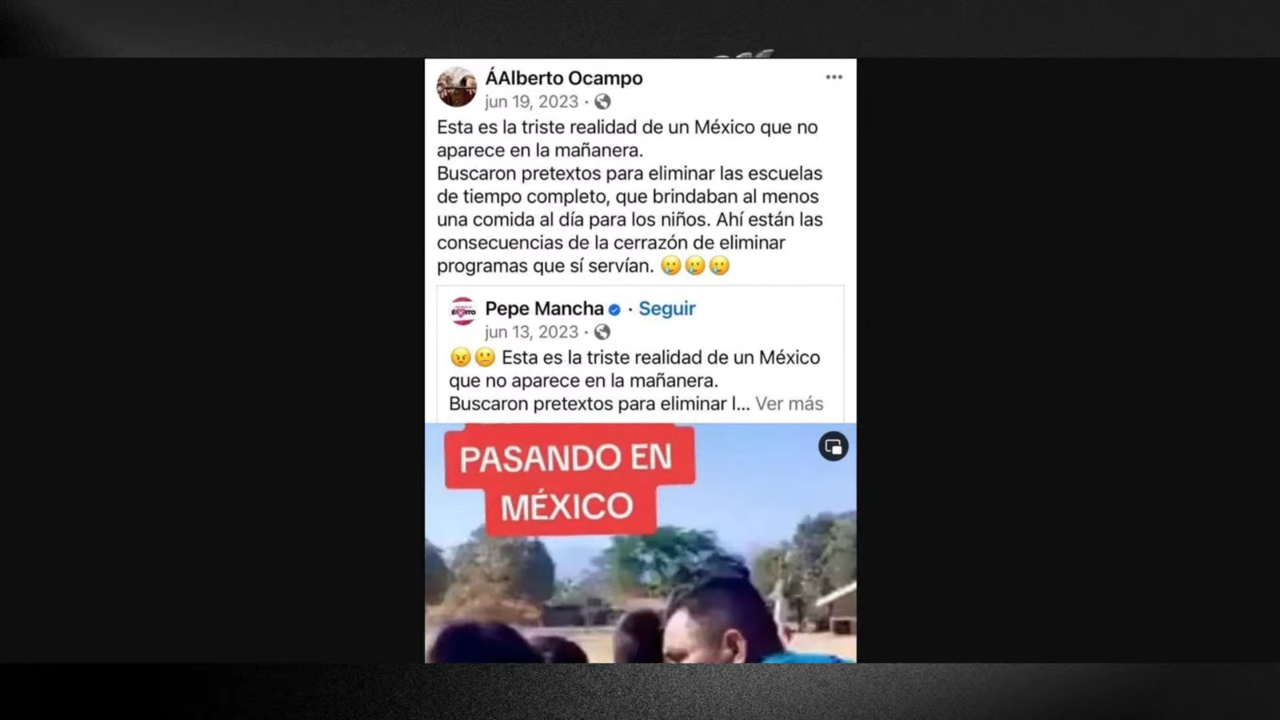 ÁAlberto Ocampo
jun 19, 2023 ·
Esta es la triste realidad de un México que no
aparece en la mañanera.
Buscaron pretextos para eliminar las escuelas
de tiempo completo, que brindaban al menos
una comida al día para los niños. Ahí están las
consecuencias de la cerrazón de eliminar
programas que sí servían. 🥲🥲🥲
Pepe Mancha · Seguir
jun 13, 2023 ·
😠🙁 Esta es la triste realidad de un México
que no aparece en la mañanera.
Buscaron pretextos para eliminar l... Ver más
PASANDO EN
MÉXICO